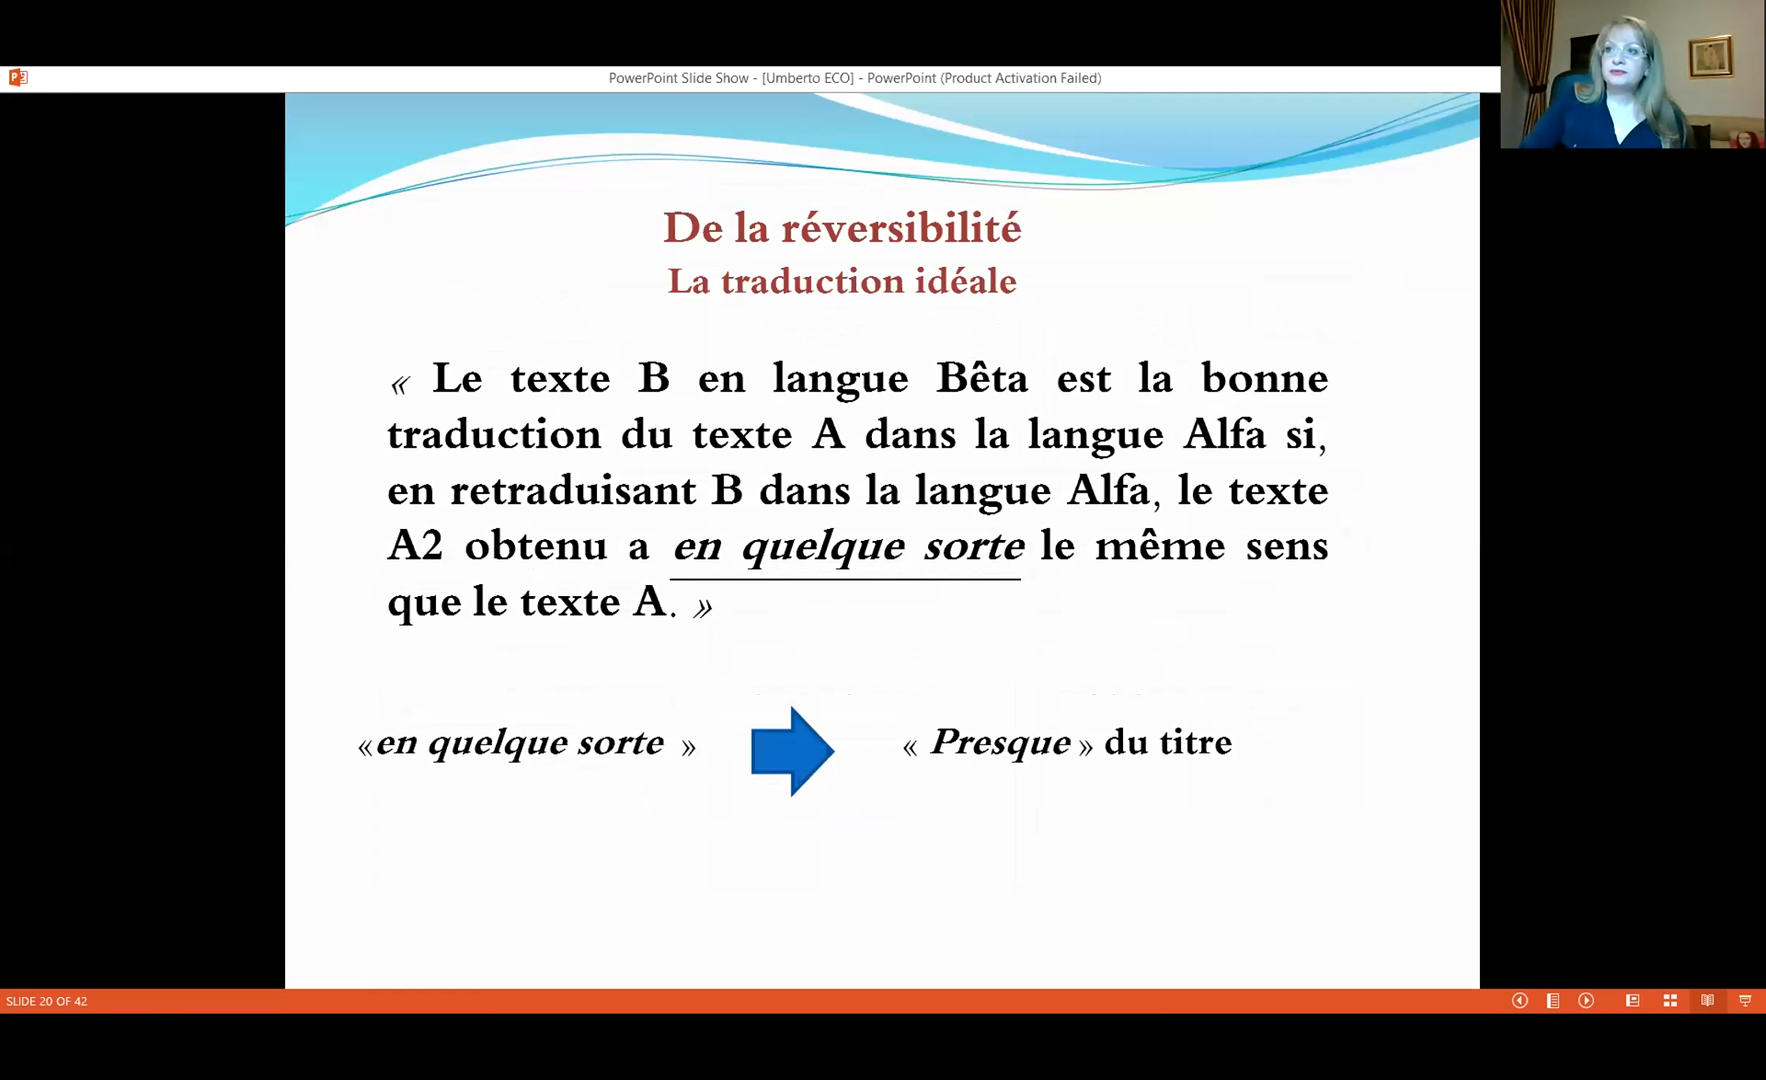 PowerPoint Slide Show - [Umberto ECO] - PowerPoint (Product Activation Failed)
De la réversibilité
La traduction idéale
« Le texte B en langue Bêta est la bonne
traduction du texte A dans la langue Alfa si,
en retraduisant B dans la langue Alfa, le texte
A2 obtenu a en quelque sorte le même sens
que le texte A. »
«en quelque sorte » « Presque » du titre
SLIDE 20 OF 42